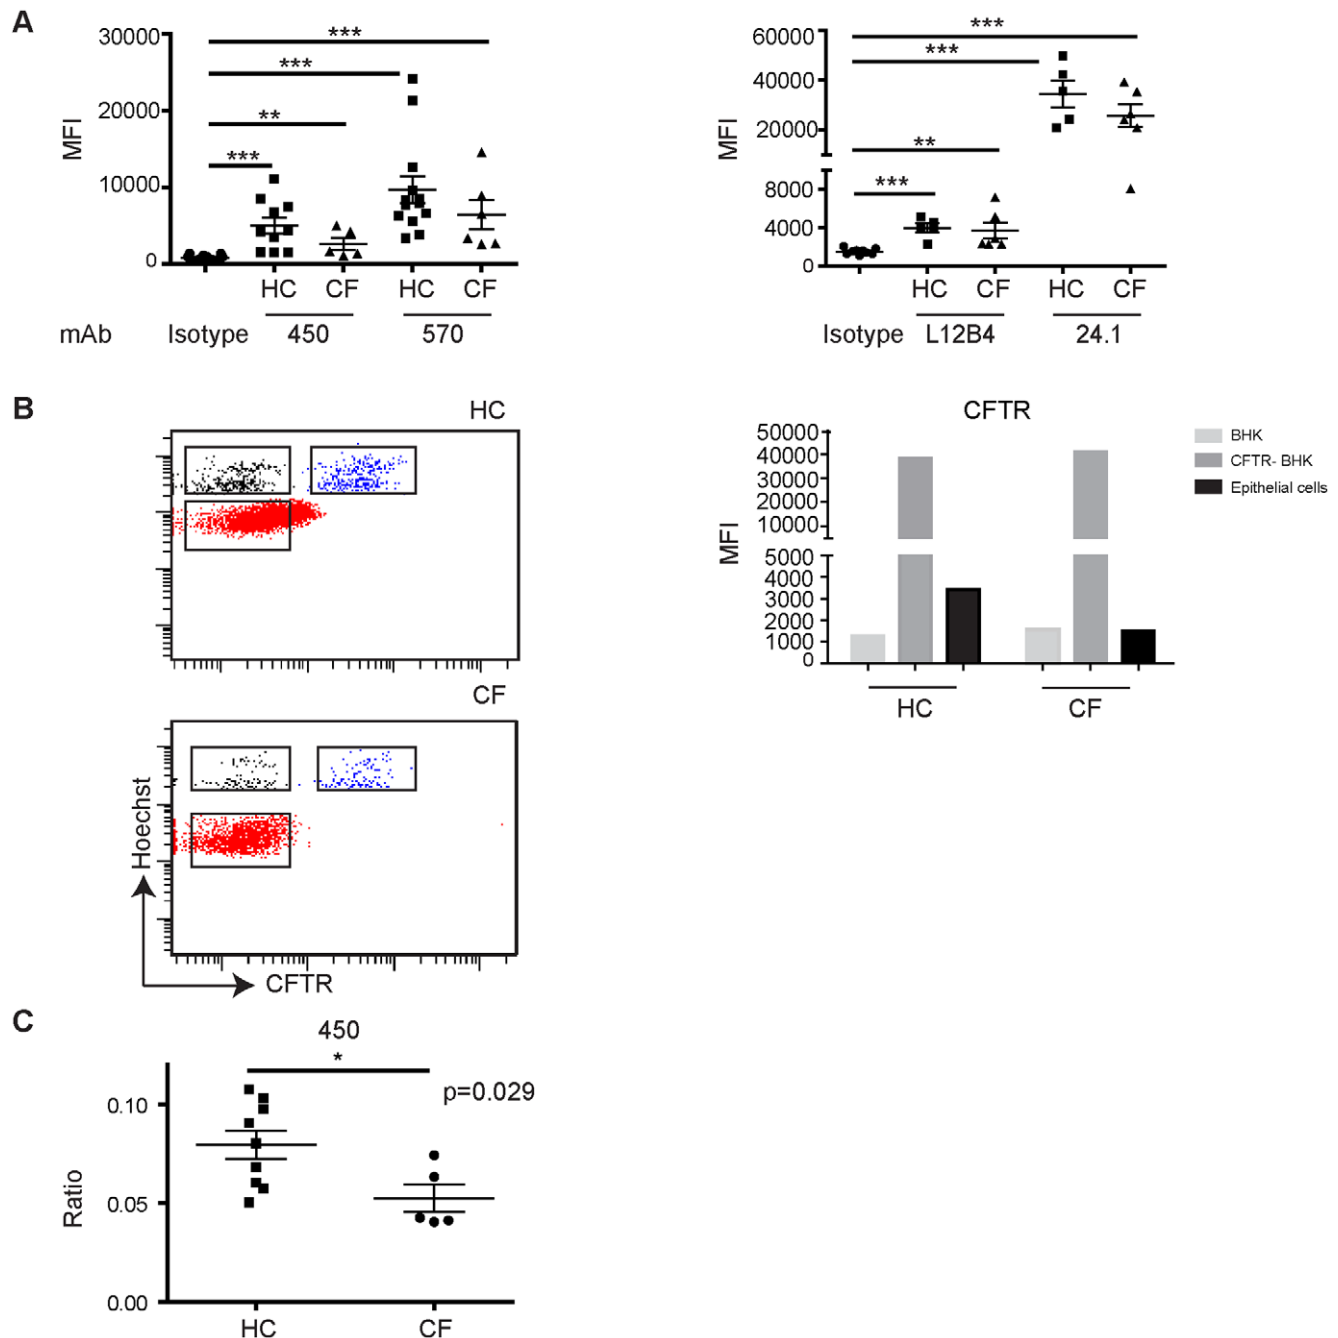 A
30000
20000
10000
0
MFI
***
***
**
***
HC CF HC CF
mAb Isotype 450 570
60000
40000
20000
8000
4000
0
MFI
***
***
**
***
HC CF HC CF
Isotype L12B4 24.1
B
HC
CF
Hoechst
CFTR
CFTR
50000
40000
30000
20000
10000
5000
4000
3000
2000
1000
0
MFI
BHK
CFTR- BHK
Epithelial cells
HC CF
C
450
*
p=0.029
0.10
0.05
0.00
Ratio
HC CF